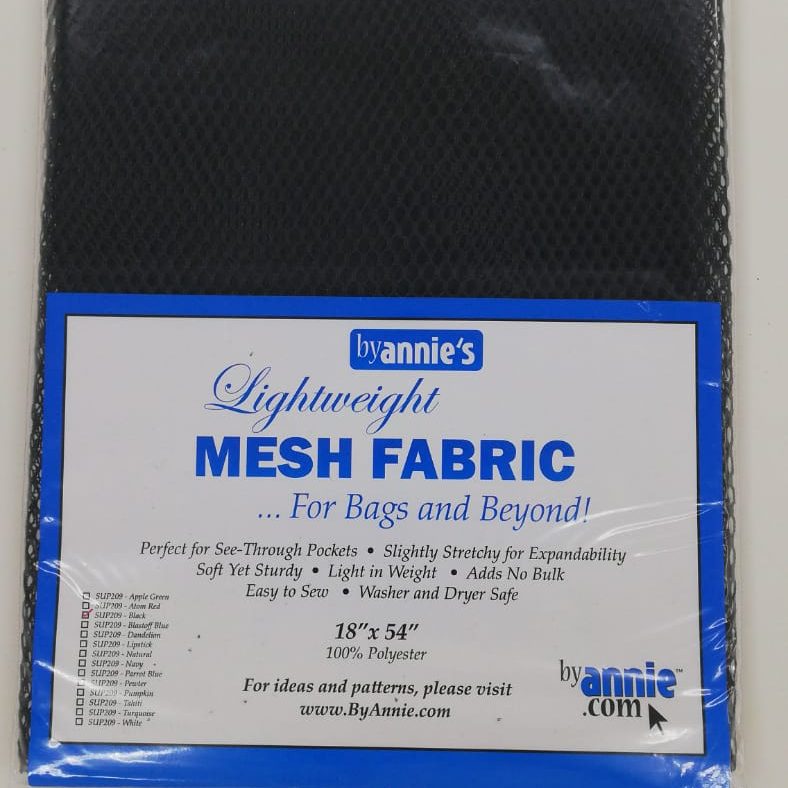 byannie's
Lightweight
MESH FABRIC
... For Bags and Beyond!
Perfect for See-Through Pockets • Slightly Stretchy for Expandability
Soft Yet Sturdy • Light in Weight • Adds No Bulk
Easy to Sew • Washer and Dryer Safe
SUP209 - Apple Green
SUP209 - Atom Red
SUP209 - Black
SUP209 - Blastoff Blue
SUP209 - Dandelion
SUP209 - Lipstick
SUP209 - Natural
SUP209 - Navy
SUP209 - Parrot Blue
SUP209 - Pewter
SUP209 - Pumpkin
SUP209 - Tahiti
SUP209 - Turquoise
SUP209 - White
18"x 54"
100% Polyester
For ideas and patterns, please visit
www.ByAnnie.com
byannie™
.com